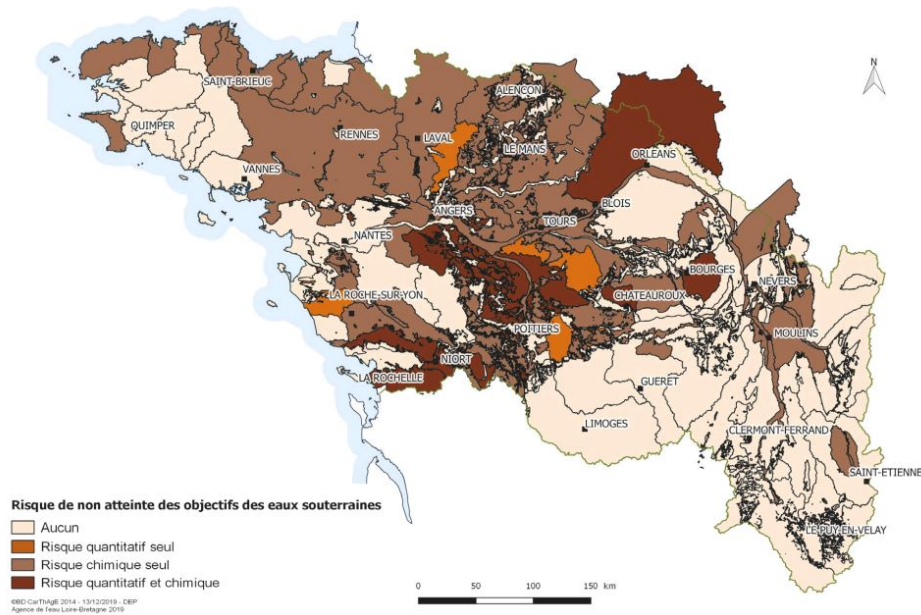 N
ALENÇON
SAINT-BRIEUC
QUIMPER
RENNES
LAVAL
LE MANS
ORLEANS
VANNES
ANGERS
BLOIS
TOURS
NANTES
BOURGES
NEVERS
LA ROCHE-SUR-YON
CHATEAUROUX
MOULINS
POITIERS
NIORT
LA ROCHELLE
GUERET
LIMOGES
CLERMONT-FERRAND
SAINT-ETIENNE
LE PUY-EN-VELAY
Risque de non atteinte des objectifs des eaux souterraines
Aucun
Risque quantitatif seul
Risque chimique seul
Risque quantitatif et chimique
0 50 100 150 km
©BD CarThAgE 2014 - 13/12/2019 - DEP
Agence de l'eau Loire-Bretagne 2019